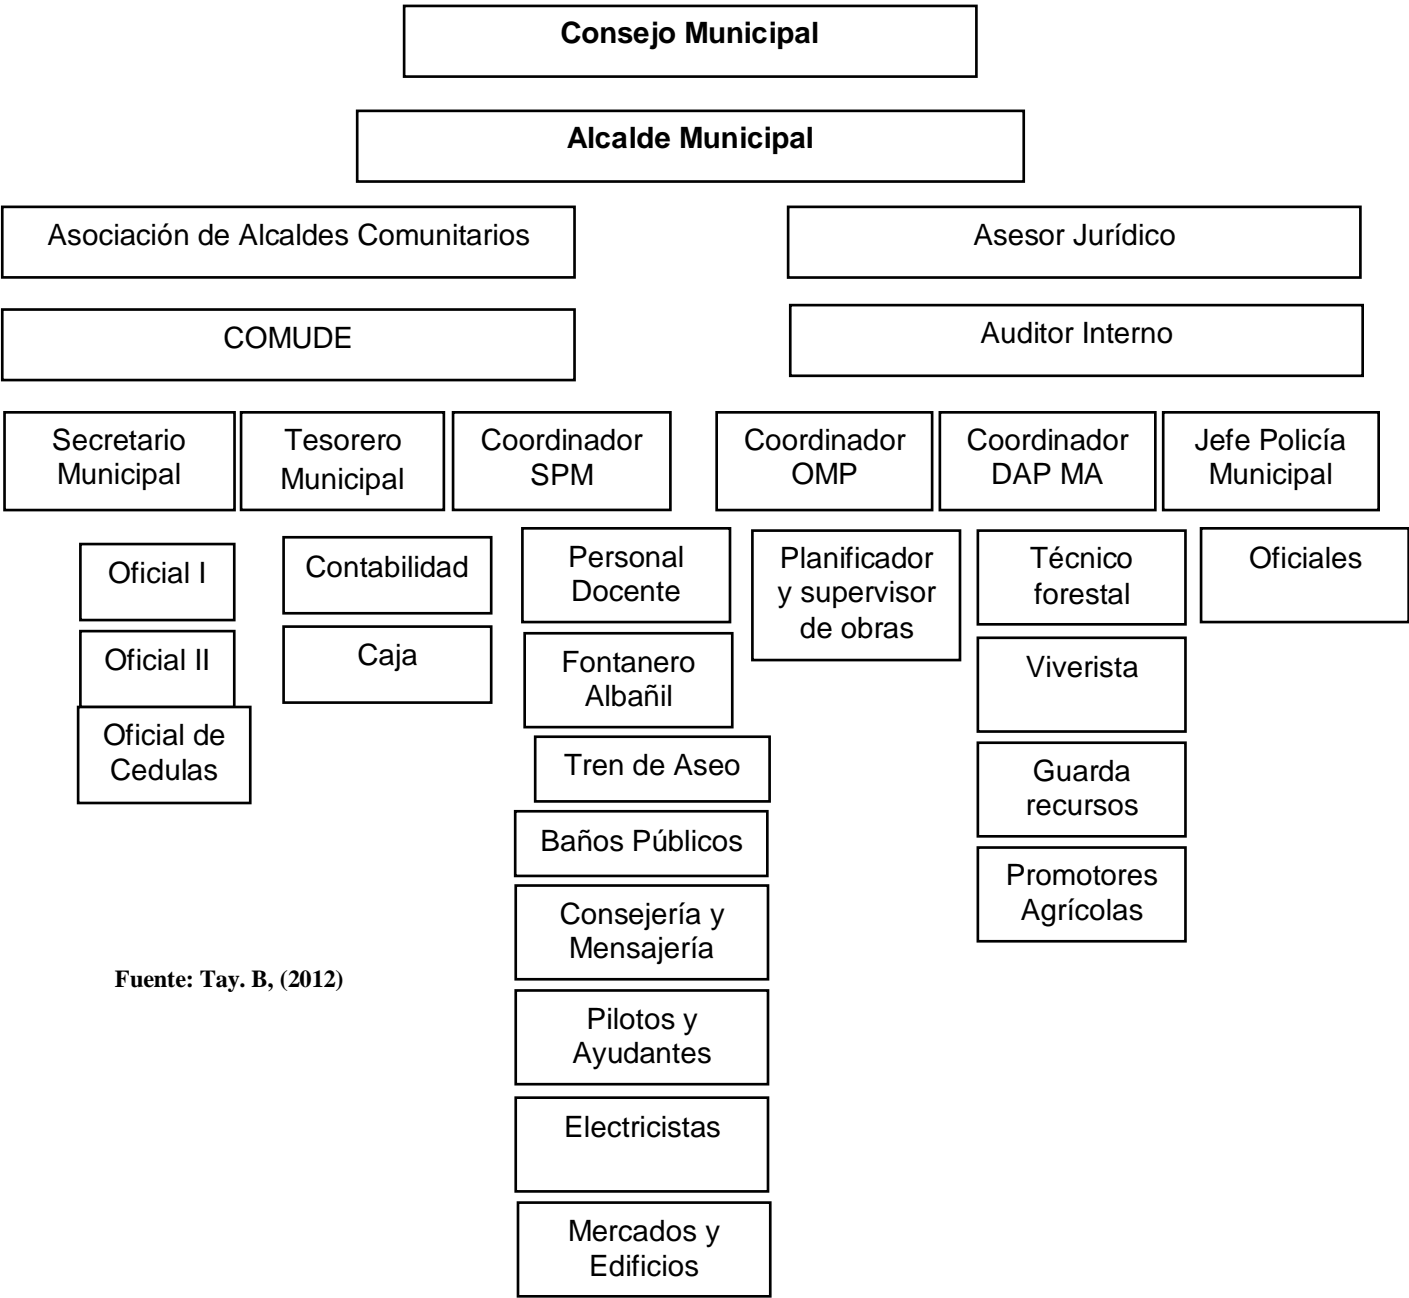 Consejo Municipal
Alcalde Municipal
Asociación de Alcaldes Comunitarios
Asesor Jurídico
COMUDE
Auditor Interno
Secretario
Municipal
Tesorero
Municipal
Coordinador
SPM
Coordinador
OMP
Coordinador
DAP MA
Jefe Policía
Municipal
Oficial I
Oficial II
Oficial de
Cedulas
Contabilidad
Caja
Personal
Docente
Fontanero
Albañil
Tren de Aseo
Baños Públicos
Consejería y
Mensajería
Pilotos y
Ayudantes
Electricistas
Mercados y
Edificios
Planificador
y supervisor
de obras
Técnico
forestal
Viverista
Guarda
recursos
Promotores
Agrícolas
Oficiales
Fuente: Tay. B, (2012)